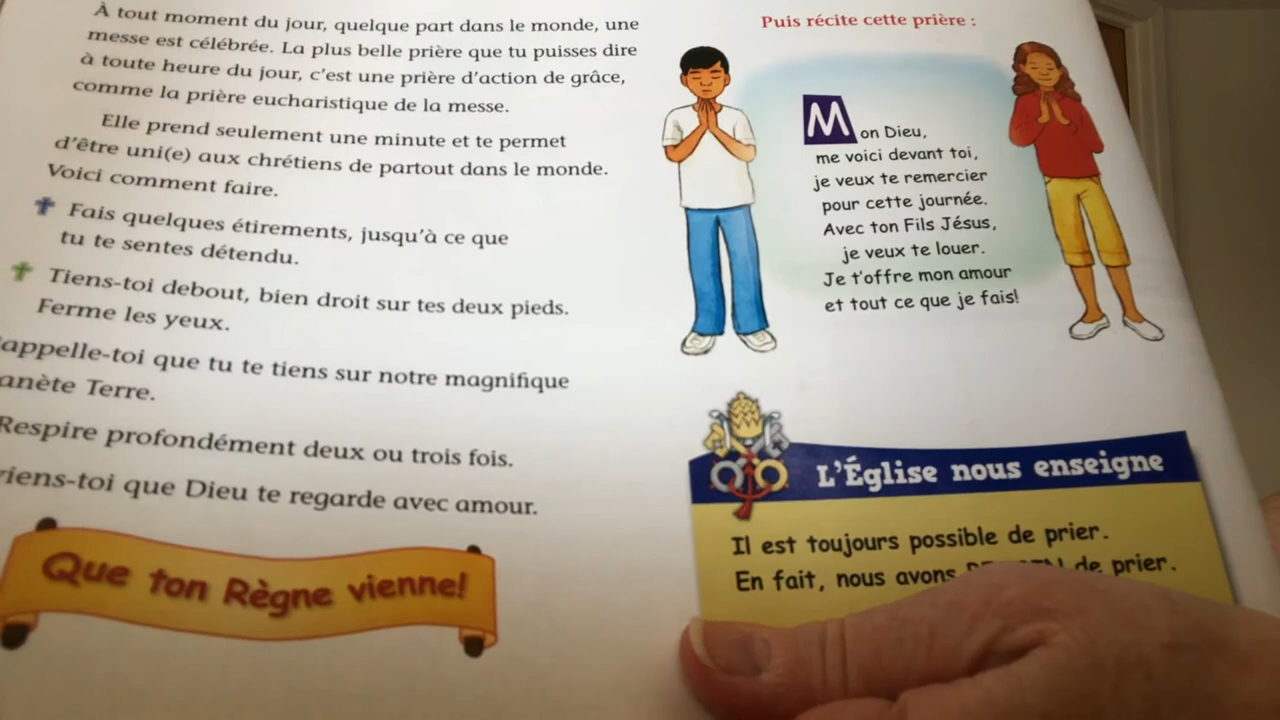 À tout moment du jour, quelque part dans le monde, une
messe est célébrée. La plus belle prière que tu puisses dire
à toute heure du jour, c'est une prière d'action de grâce,
comme la prière eucharistique de la messe.
Elle prend seulement une minute et te permet
d'être uni(e) aux chrétiens de partout dans le monde.
Voici comment faire.
Fais quelques étirements, jusqu'à ce que
tu te sentes détendu.
Tiens-toi debout, bien droit sur tes deux pieds.
Ferme les yeux.
appelle-toi que tu te tiens sur notre magnifique
anète Terre.
Respire profondément deux ou trois fois.
viens-toi que Dieu te regarde avec amour.
Que ton Règne vienne!
Puis récite cette prière :
Mon Dieu,
me voici devant toi,
je veux te remercier
pour cette journée.
Avec ton Fils Jésus,
je veux te louer.
Je t'offre mon amour
et tout ce que je fais!
L'Église nous enseigne
Il est toujours possible de prier.
En fait, nous avons de prier.